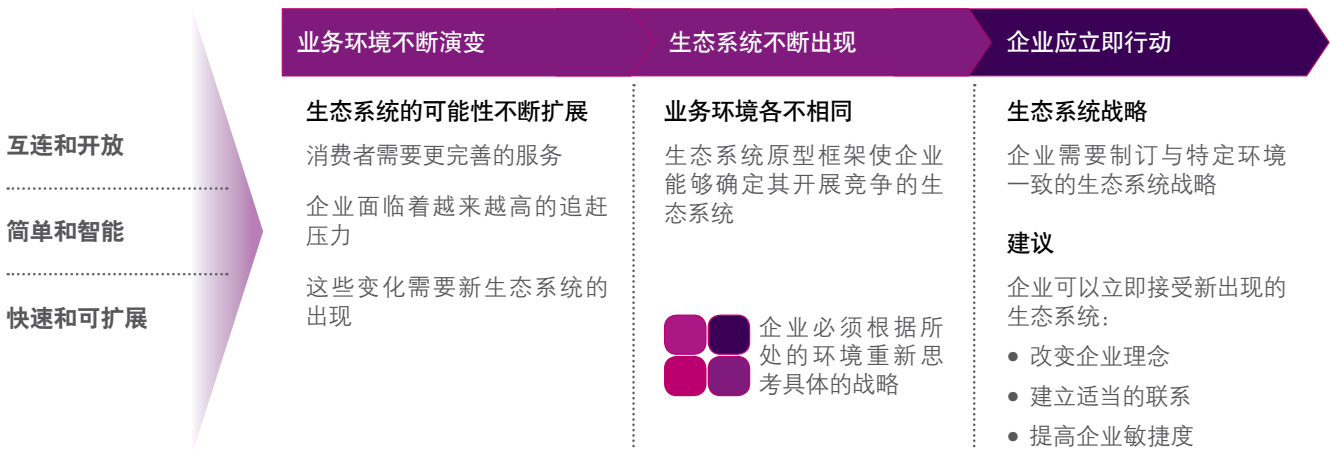 互连和开放
简单和智能
快速和可扩展
业务环境不断演变
生态系统的可能性不断扩展
消费者需要更完善的服务
企业面临着越来越高的追赶
压力
这些变化需要新生态系统的
出现
生态系统不断出现
业务环境各不相同
生态系统原型框架使企业
能够确定其开展竞争的生
态系统
企业必须根据所
处的环境重新思
考具体的战略
企业应立即行动
生态系统战略
企业需要制订与特定环境
一致的生态系统战略
建议
企业可以立即接受新出现的
生态系统：
• 改变企业理念
• 建立适当的联系
• 提高企业敏捷度